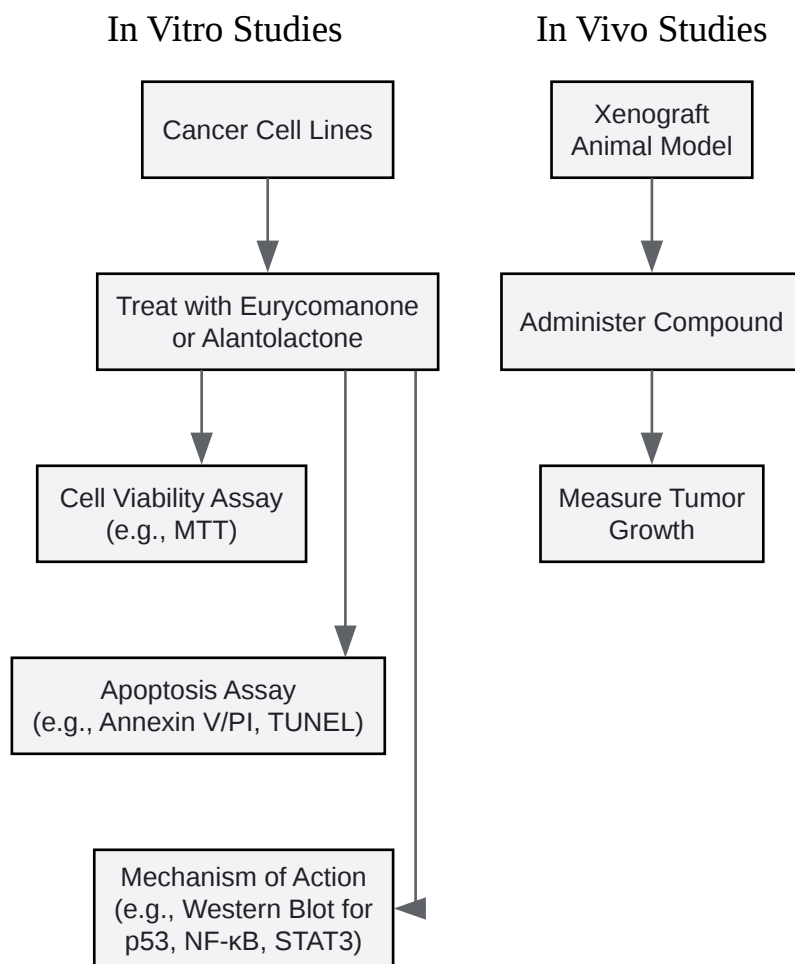 In Vitro Studies
Cancer Cell Lines
Treat with Eurycomanone
or Alantolactone
Cell Viability Assay
(e.g., MTT)
Apoptosis Assay
(e.g., Annexin V/PI, TUNEL)
Mechanism of Action
(e.g., Western Blot for
p53, NF-κB, STAT3)
In Vivo Studies
Xenograft
Animal Model
Administer Compound
Measure Tumor
Growth